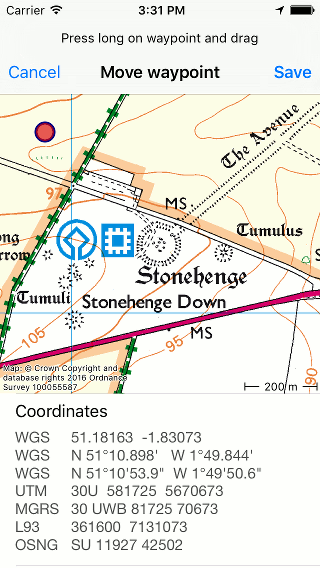 Carrier 3:31 PM
Press long on waypoint and drag
Cancel Move waypoint Save
The Avenue
97
MS
ong
rrow
Tumulus
S
Stonehenge
Tumuli
Stonehenge Down
105
95
MS
90
Map: © Crown Copyright and
database rights 2016 Ordnance
Survey 100055587
200 m
Coordinates
WGS 51.18163 -1.83073
WGS N 51°10.898' W 1°49.844'
WGS N 51°10'53.9" W 1°49'50.6"
UTM 30U 581725 5670673
MGRS 30 UWB 81725 70673
L93 361600 7131073
OSNG SU 11927 42502